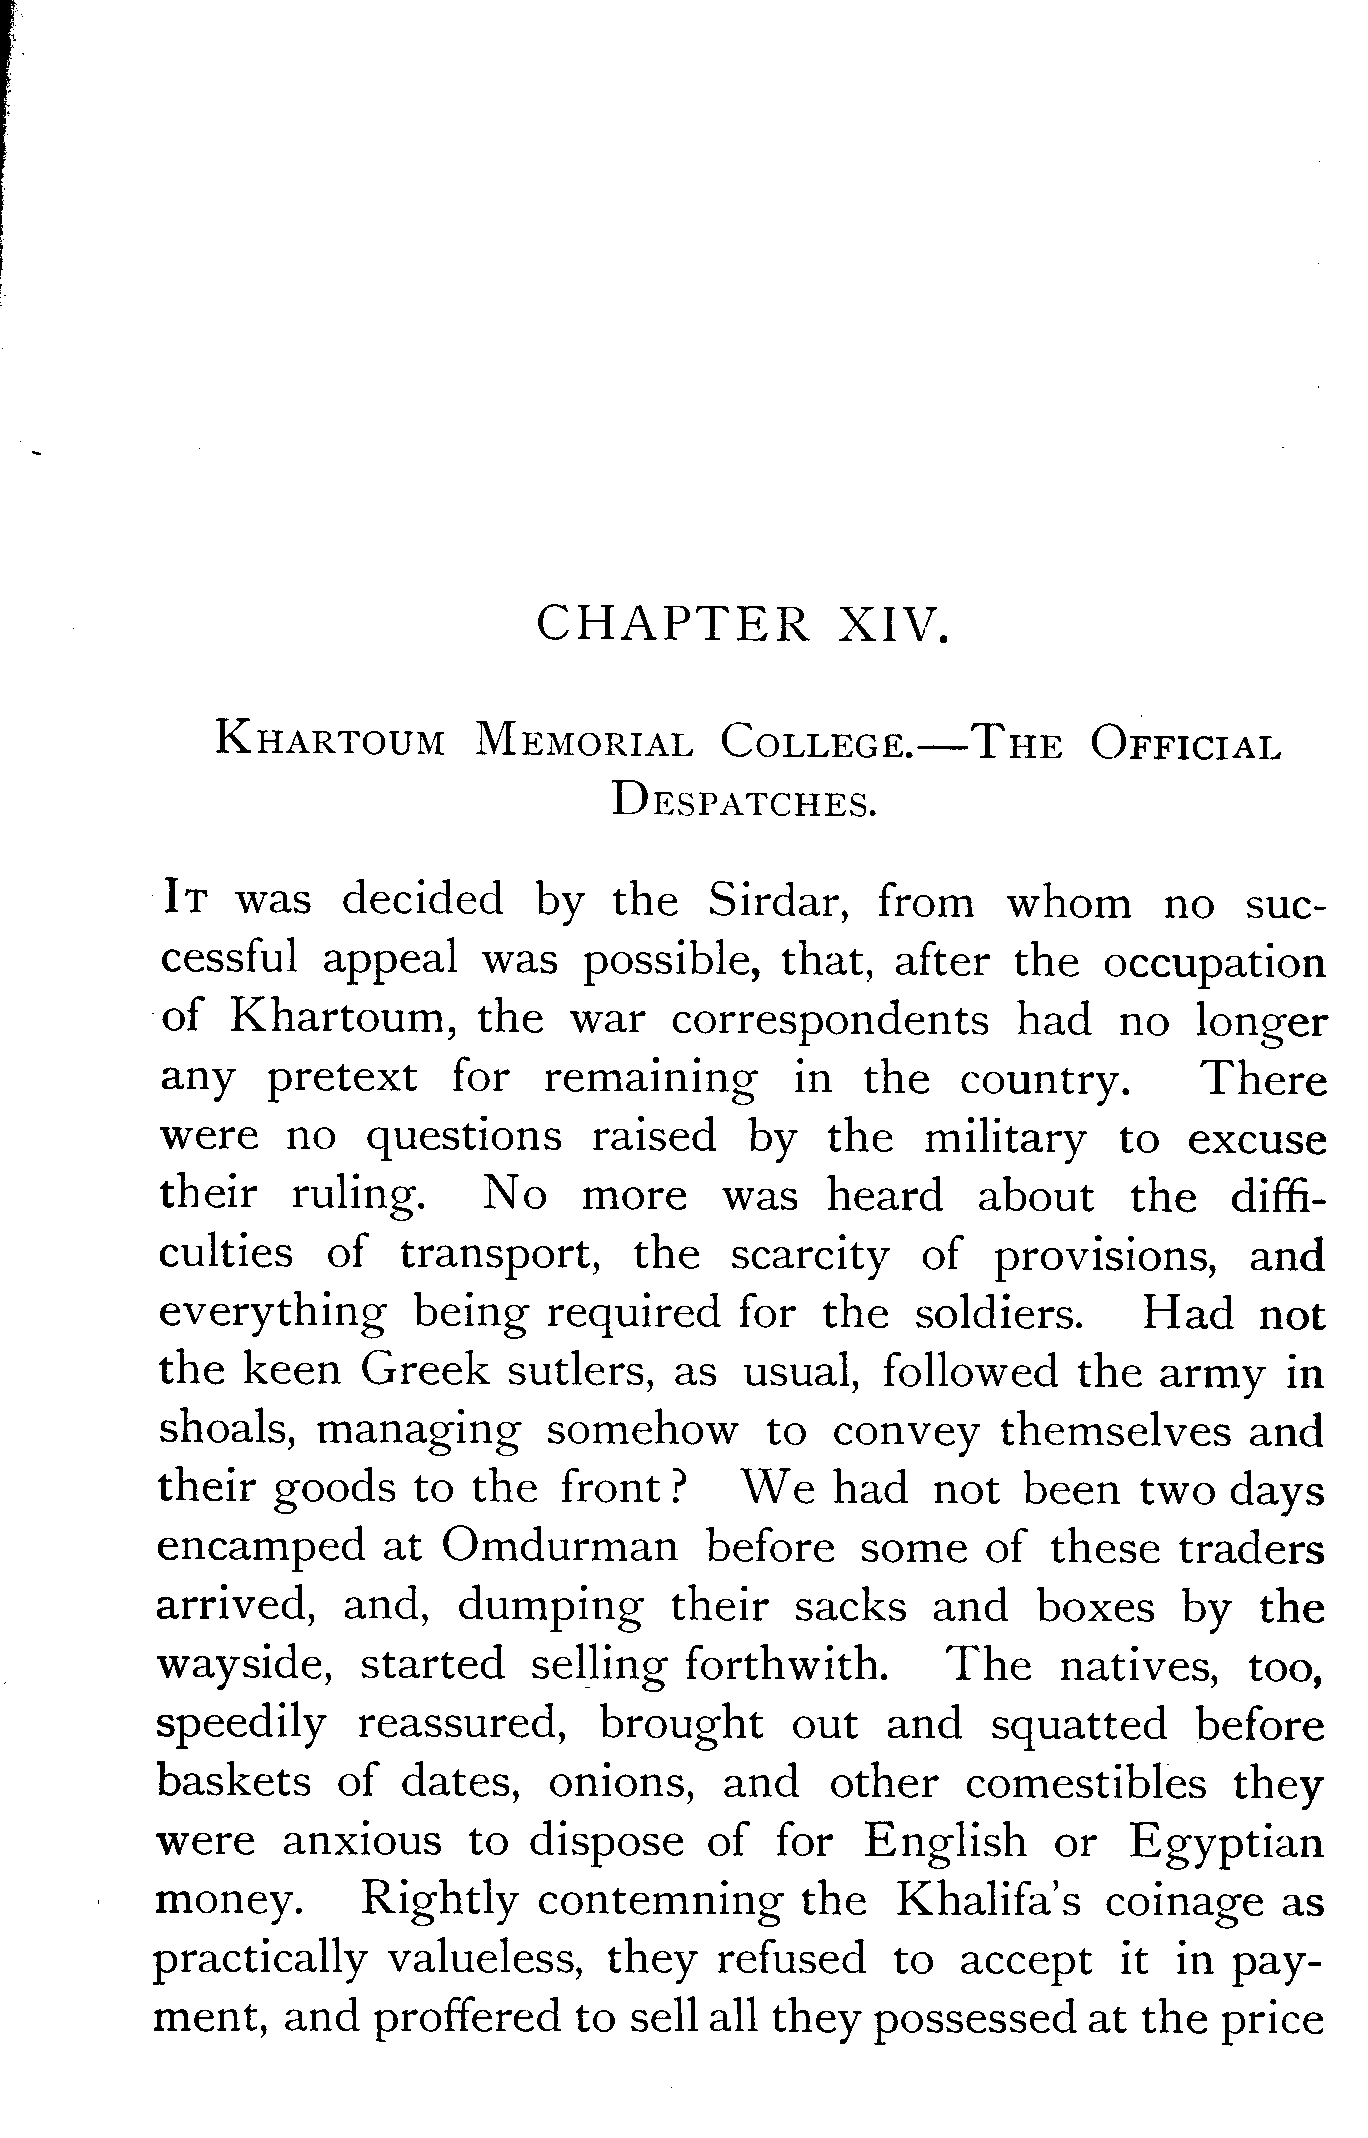 CHAPTER XIV.
KHARTOUM MEMORIAL COLLEGE.—THE OFFICIAL
DESPATCHES.
IT was decided by the Sirdar, from whom no suc-
cessful appeal was possible, that, after the occupation
of Khartoum, the war correspondents had no longer
any pretext for remaining in the country. There
were no questions raised by the military to excuse
their ruling. No more was heard about the diffi-
culties of transport, the scarcity of provisions, and
everything being required for the soldiers. Had not
the keen Greek sutlers, as usual, followed the army in
shoals, managing somehow to convey themselves and
their goods to the front? We had not been two days
encamped at Omdurman before some of these traders
arrived, and, dumping their sacks and boxes by the
wayside, started selling forthwith. The natives, too,
speedily reassured, brought out and squatted before
baskets of dates, onions, and other comestibles they
were anxious to dispose of for English or Egyptian
money. Rightly contemning the Khalifa's coinage as
practically valueless, they refused to accept it in pay-
ment, and proffered to sell all they possessed at the price